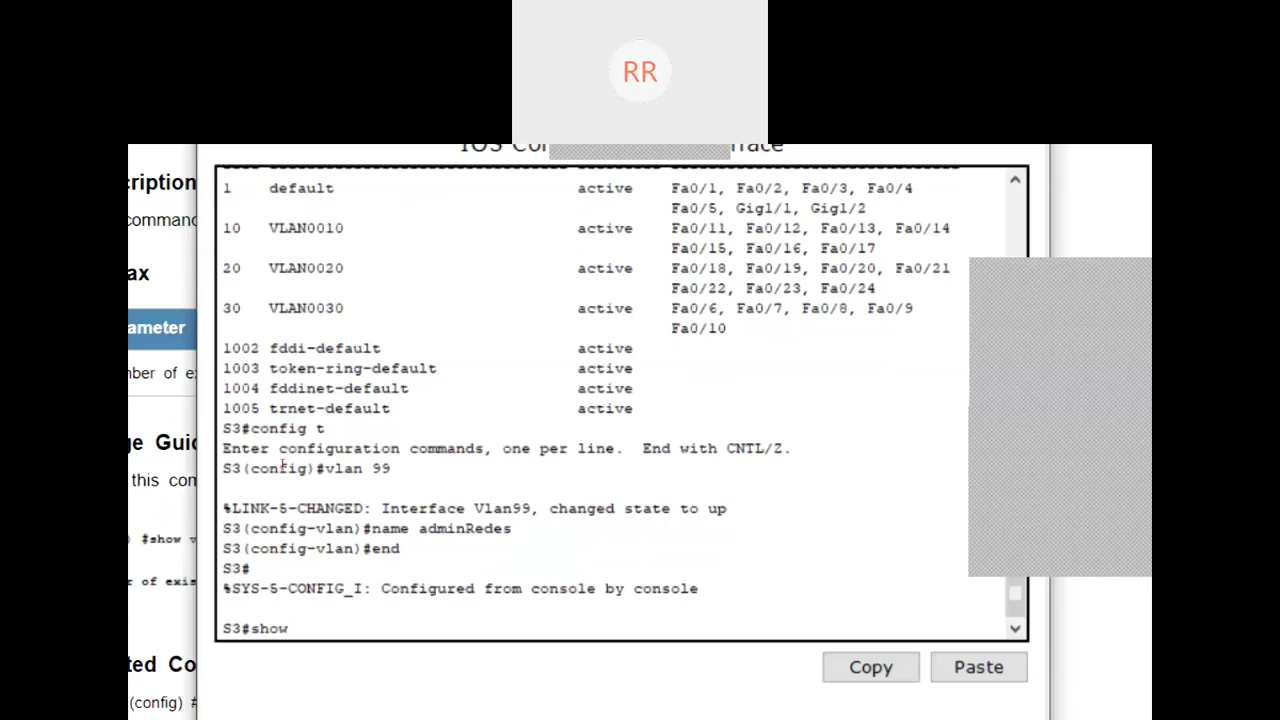 RR
1 default active Fa0/1, Fa0/2, Fa0/3, Fa0/4
Fa0/5, Gig1/1, Gig1/2
10 VLAN0010 active Fa0/11, Fa0/12, Fa0/13, Fa0/14
Fa0/15, Fa0/16, Fa0/17
20 VLAN0020 active Fa0/18, Fa0/19, Fa0/20, Fa0/21
Fa0/22, Fa0/23, Fa0/24
30 VLAN0030 active Fa0/6, Fa0/7, Fa0/8, Fa0/9
Fa0/10
1002 fddi-default active
1003 token-ring-default active
1004 fddinet-default active
1005 trnet-default active
S3#config t
Enter configuration commands, one per line. End with CNTL/Z.
S3(config)#vlan 99
%LINK-5-CHANGED: Interface Vlan99, changed state to up
S3(config-vlan)#name adminRedes
S3(config-vlan)#end
S3#
%SYS-5-CONFIG_I: Configured from console by console
S3#show
Copy Paste
cription
command
ax
ameter
nber of ex
ge Guid
this com
) #show v
r of exis
ted Co
(config) #